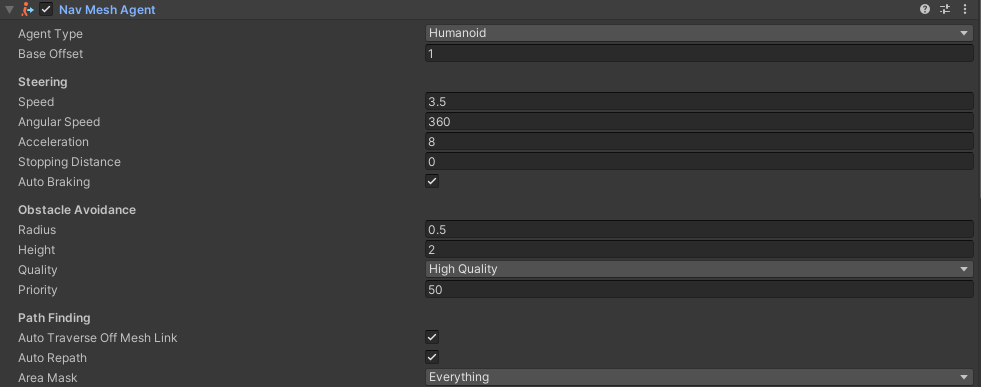 Nav Mesh Agent
Agent Type Humanoid
Base Offset 1
Steering
Speed 3.5
Angular Speed 360
Acceleration 8
Stopping Distance 0
Auto Braking
Obstacle Avoidance
Radius 0.5
Height 2
Quality High Quality
Priority 50
Path Finding
Auto Traverse Off Mesh Link
Auto Repath
Area Mask Everything